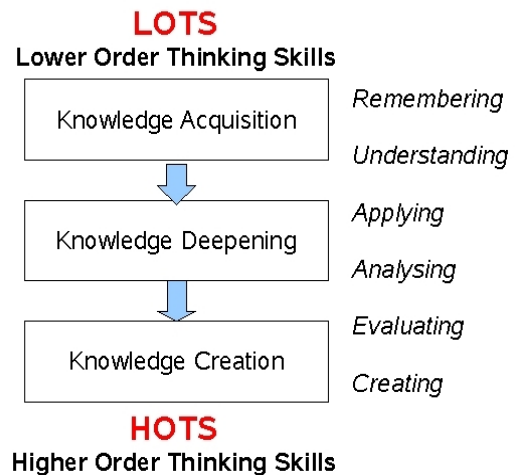 LOTS
Lower Order Thinking Skills
Knowledge Acquisition
Remembering
Understanding
Knowledge Deepening
Applying
Analysing
Knowledge Creation
Evaluating
Creating
HOTS
Higher Order Thinking Skills